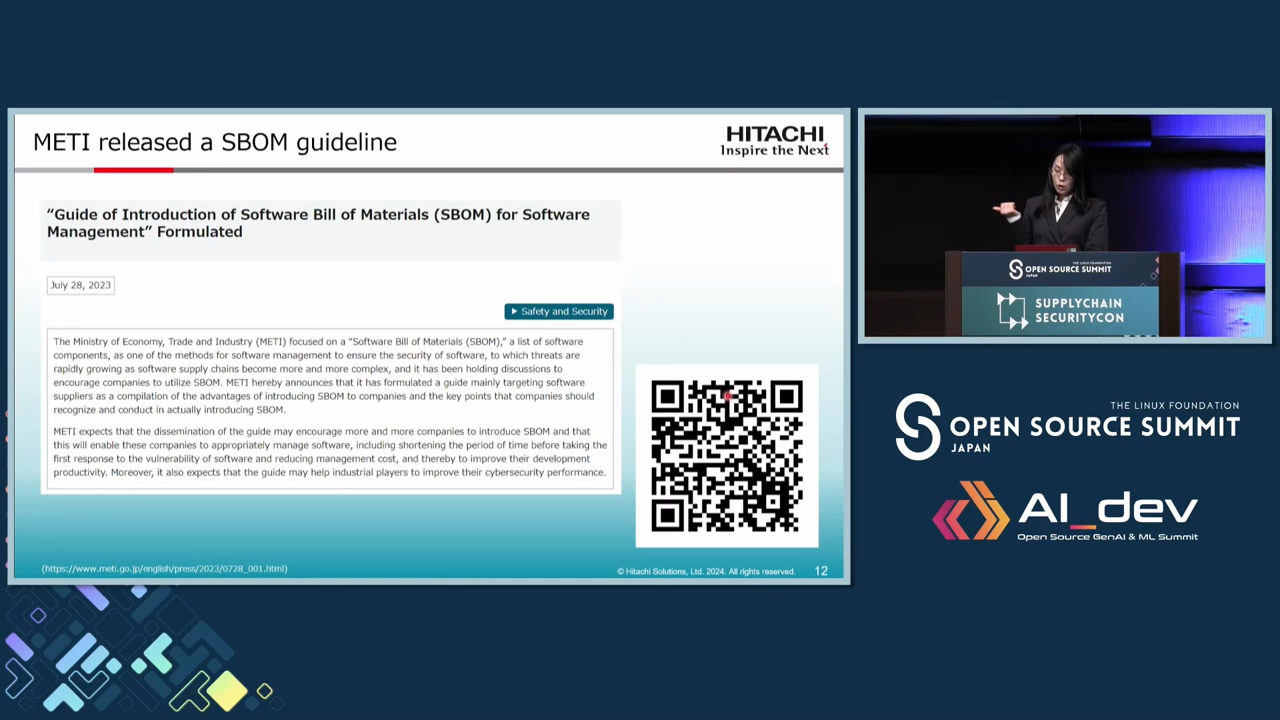 METI released a SBOM guideline
HITACHI
Inspire the Next
“Guide of Introduction of Software Bill of Materials (SBOM) for Software
Management” Formulated
July 28, 2023
Safety and Security
The Ministry of Economy, Trade and Industry (METI) focused on a “Software Bill of Materials (SBOM),” a list of software
components, as one of the methods for software management to ensure the security of software, to which threats are
rapidly growing as software supply chains become more and more complex, and it has been holding discussions to
encourage companies to utilize SBOM. METI hereby announces that it has formulated a guide mainly targeting software
suppliers as a compilation of the advantages of introducing SBOM to companies and the key points that companies should
recognize and conduct in actually introducing SBOM.
METI expects that the dissemination of the guide may encourage more and more companies to introduce SBOM and that
this will enable these companies to appropriately manage software, including shortening the period of time before taking the
first response to the vulnerability of software and reducing management cost, and thereby to improve their development
productivity. Moreover, it also expects that the guide may help industrial players to improve their cybersecurity performance.
(https://www.meti.go.jp/english/press/2023/0728_001.html)
© Hitachi Solutions, Ltd. 2024. All rights reserved.
12
THE LINUX FOUNDATION
OPEN SOURCE SUMMIT
JAPAN
SUPPLYCHAIN
SECURITYCON
THE LINUX FOUNDATION
OPEN SOURCE SUMMIT
JAPAN
AI_dev
Open Source GenAI & ML Summit